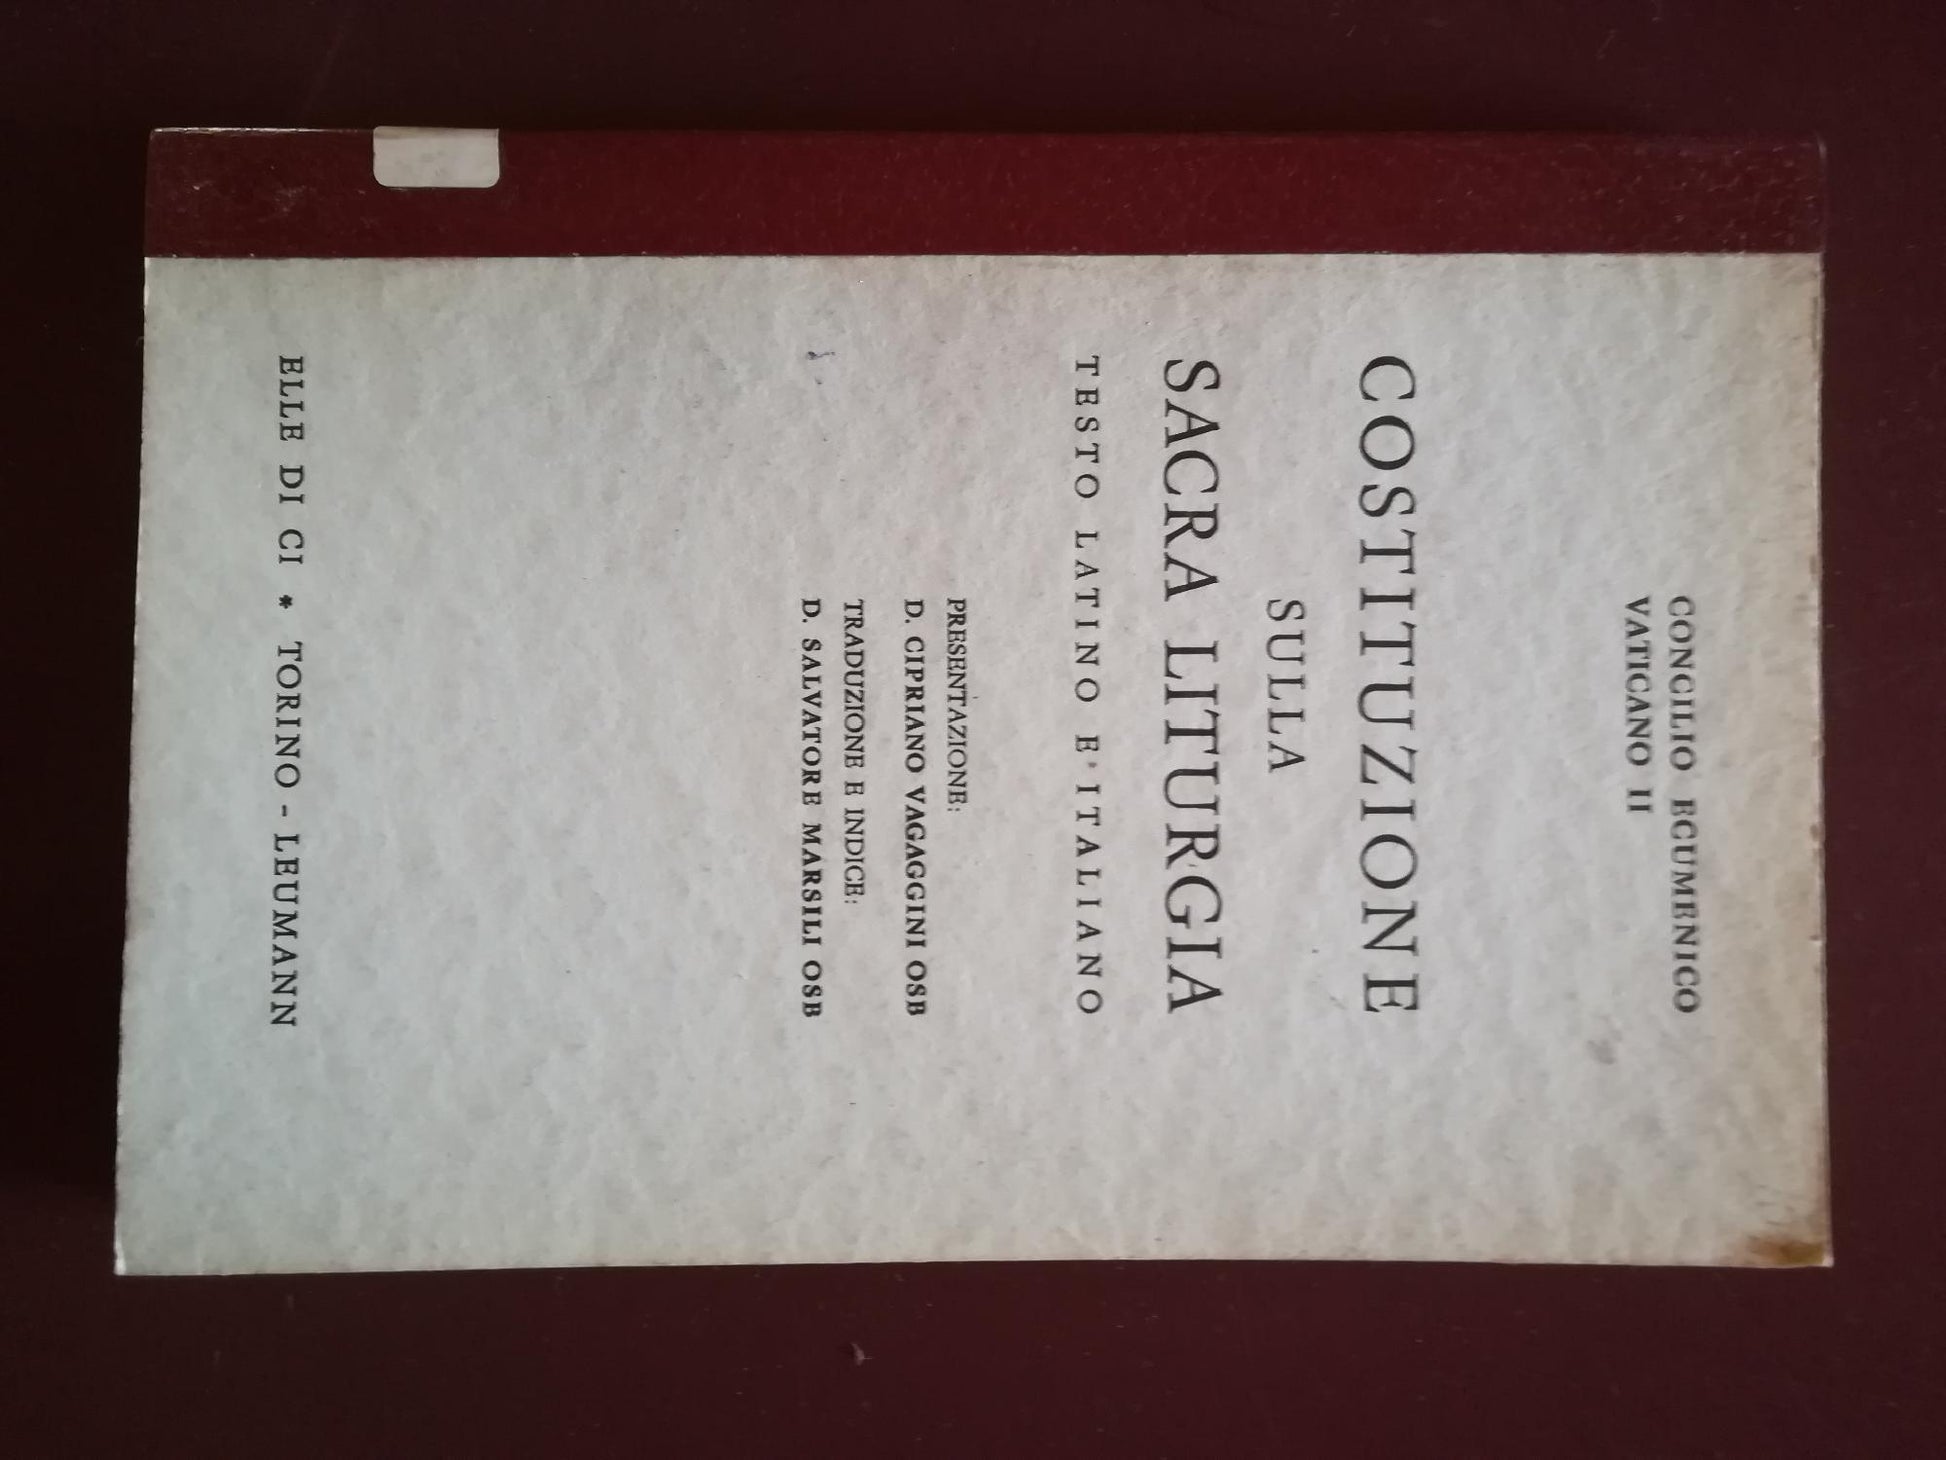 CONCILIO ECUMENICO
VATICANO II
COSTITUZIONE
SULLA
SACRA LITURGIA
TESTO LATINO E ITALIANO
PRESENTAZIONE:
D. CIPRIANO VAGAGGINI OSB
TRADUZIONE E INDICE:
D. SALVATORE MARSILI OSB
ELLE DI CI * TORINO - LEUMANN